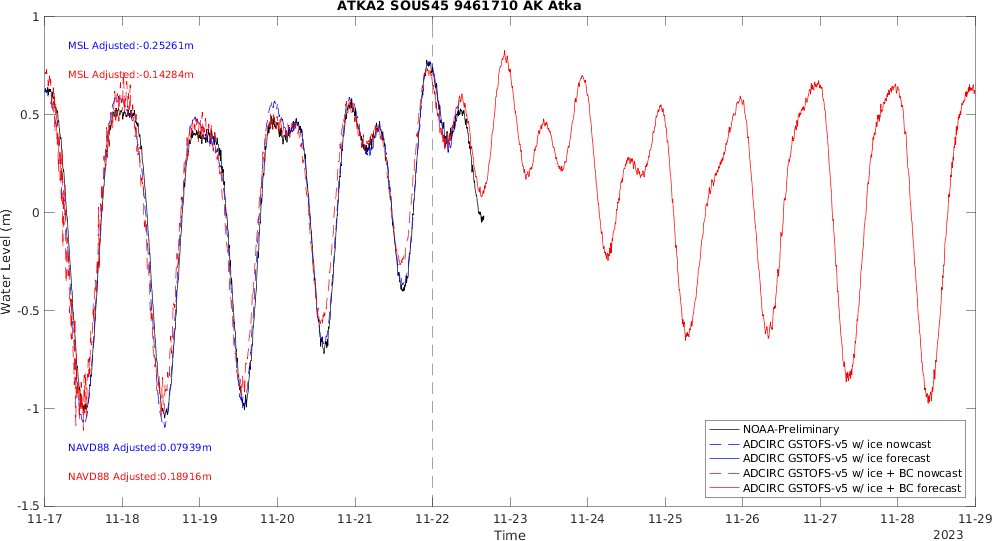 ATKA2 SOUS45 9461710 AK Atka
MSL Adjusted:-0.25261m
MSL Adjusted:-0.14284m
NAVD88 Adjusted:0.07939m
NAVD88 Adjusted:0.18916m
Water Level (m)
1
0.5
0
-0.5
-1
-1.5
NOAA-Preliminary
ADCIRC GSTOFS-v5 w/ ice nowcast
ADCIRC GSTOFS-v5 w/ ice forecast
ADCIRC GSTOFS-v5 w/ ice + BC nowcast
ADCIRC GSTOFS-v5 w/ ice + BC forecast
11-17 11-18 11-19 11-20 11-21 11-22 11-23 11-24 11-25 11-26 11-27 11-28 11-29
Time
2023